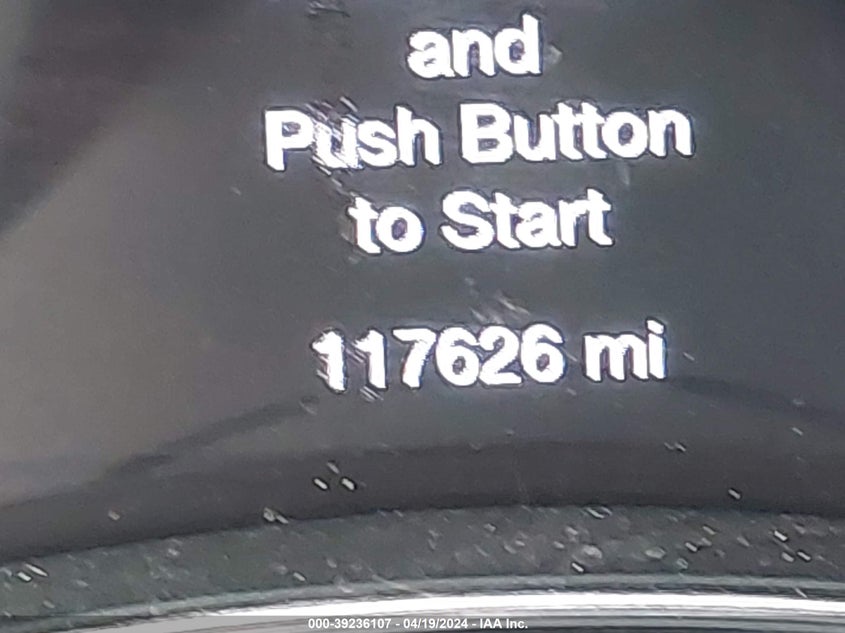 and
Push Button
to Start
117626 mi
000-39236107 - 04/19/2024 - IAA Inc.